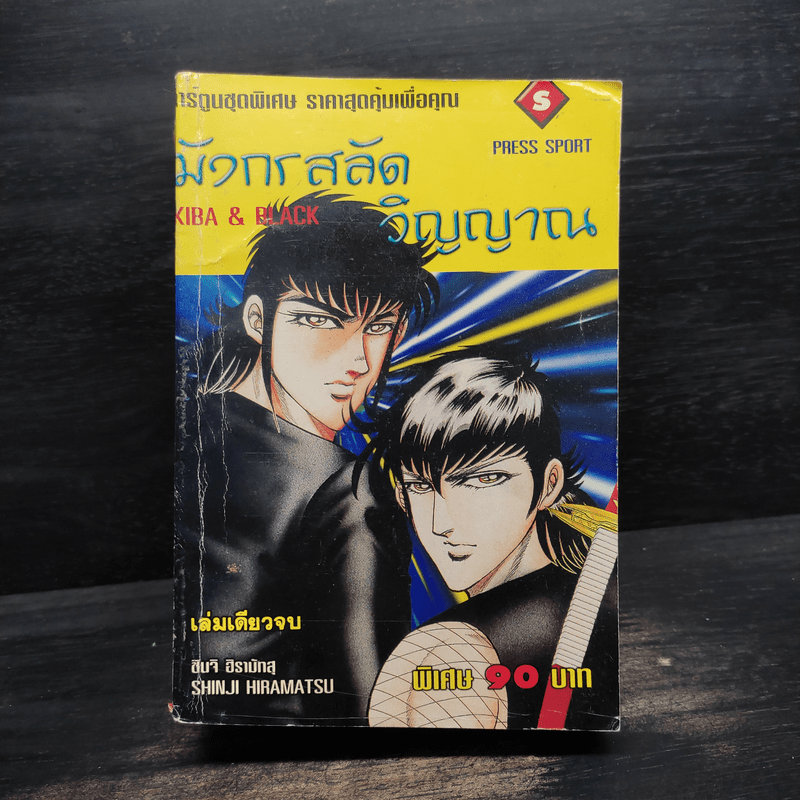 การ์ตูนชุดพิเศษ ราคาสุดคุ้มเพื่อคุณ
S
PRESS SPORT
มังกรสลัด
วิญญาณ
KIBA & BLACK
เล่มเดียวจบ
ชินจิ ฮิรามัทสุ
SHINJI HIRAMATSU
พิเศษ 90 บาท